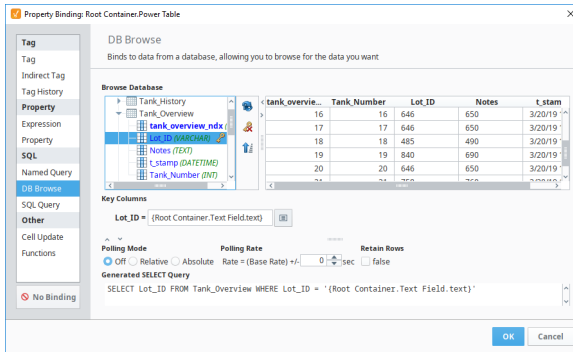 Property Binding: Root Container.Power Table
Tag
Tag
Indirect Tag
Tag History
Property
Expression
Property
SQL
Named Query
DB Browse
SQL Query
Other
Cell Update
Functions
No Binding
DB Browse
Binds to data from a database, allowing you to browse for the data you want
Browse Database
Tank_History
Tank_Overview
tank_overview_ndx
Lot_ID (VARCHAR)
Notes (TEXT)
t_stamp (DATETIME)
Tank_Number (INT)
tank_overvie... Tank_Number Lot_ID Notes t_stam
16 16 646 650 3/20/19
17 17 646 650 3/20/19
18 18 485 490 3/20/19
19 19 840 690 3/20/19
20 20 646 650 3/20/19
Key Columns
Lot_ID = {Root Container.Text Field.text}
Polling Mode Polling Rate Retain Rows
Off Relative Absolute Rate = (Base Rate) +/- 0 sec false
Generated SELECT Query
SELECT Lot_ID FROM Tank_Overview WHERE Lot_ID = '{Root Container.Text Field.text}'
OK Cancel